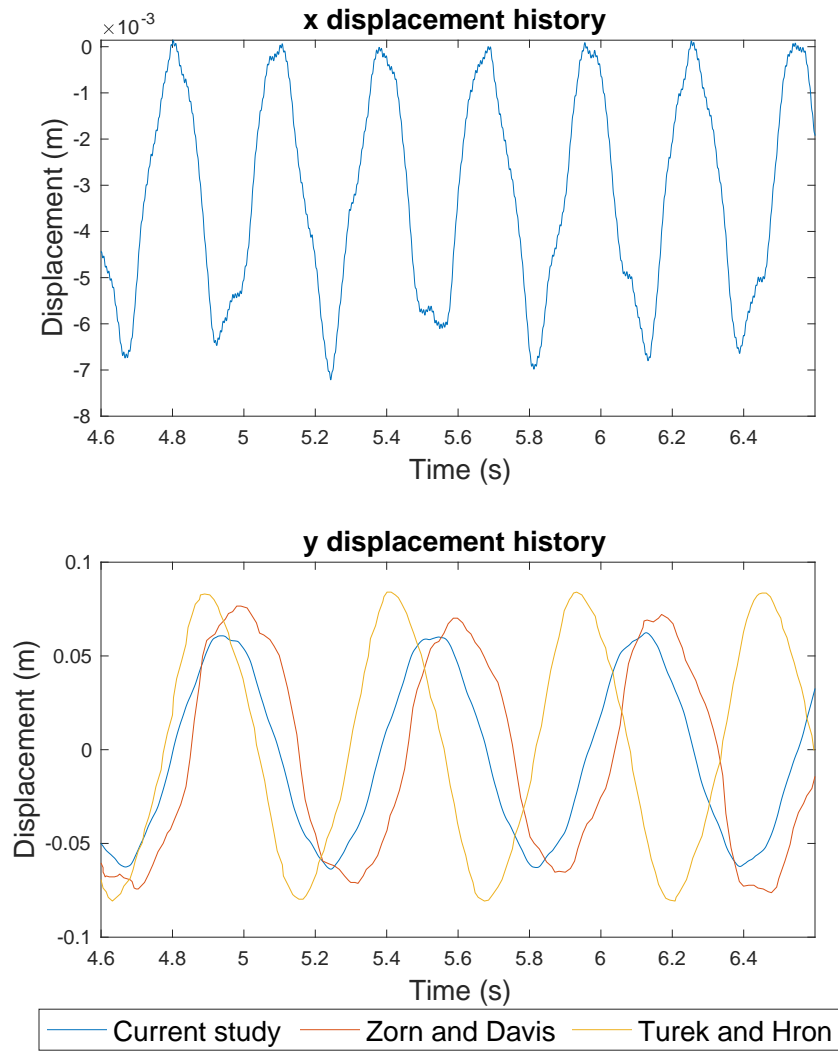 x displacement history
×10-3
0
-1
-2
-3
-4
-5
-6
-7
-8
Displacement (m)
4.6 4.8 5 5.2 5.4 5.6 5.8 6 6.2 6.4
Time (s)
y displacement history
0.1
0.05
0
-0.05
-0.1
Displacement (m)
4.6 4.8 5 5.2 5.4 5.6 5.8 6 6.2 6.4
Time (s)
Current study Zorn and Davis Turek and Hron